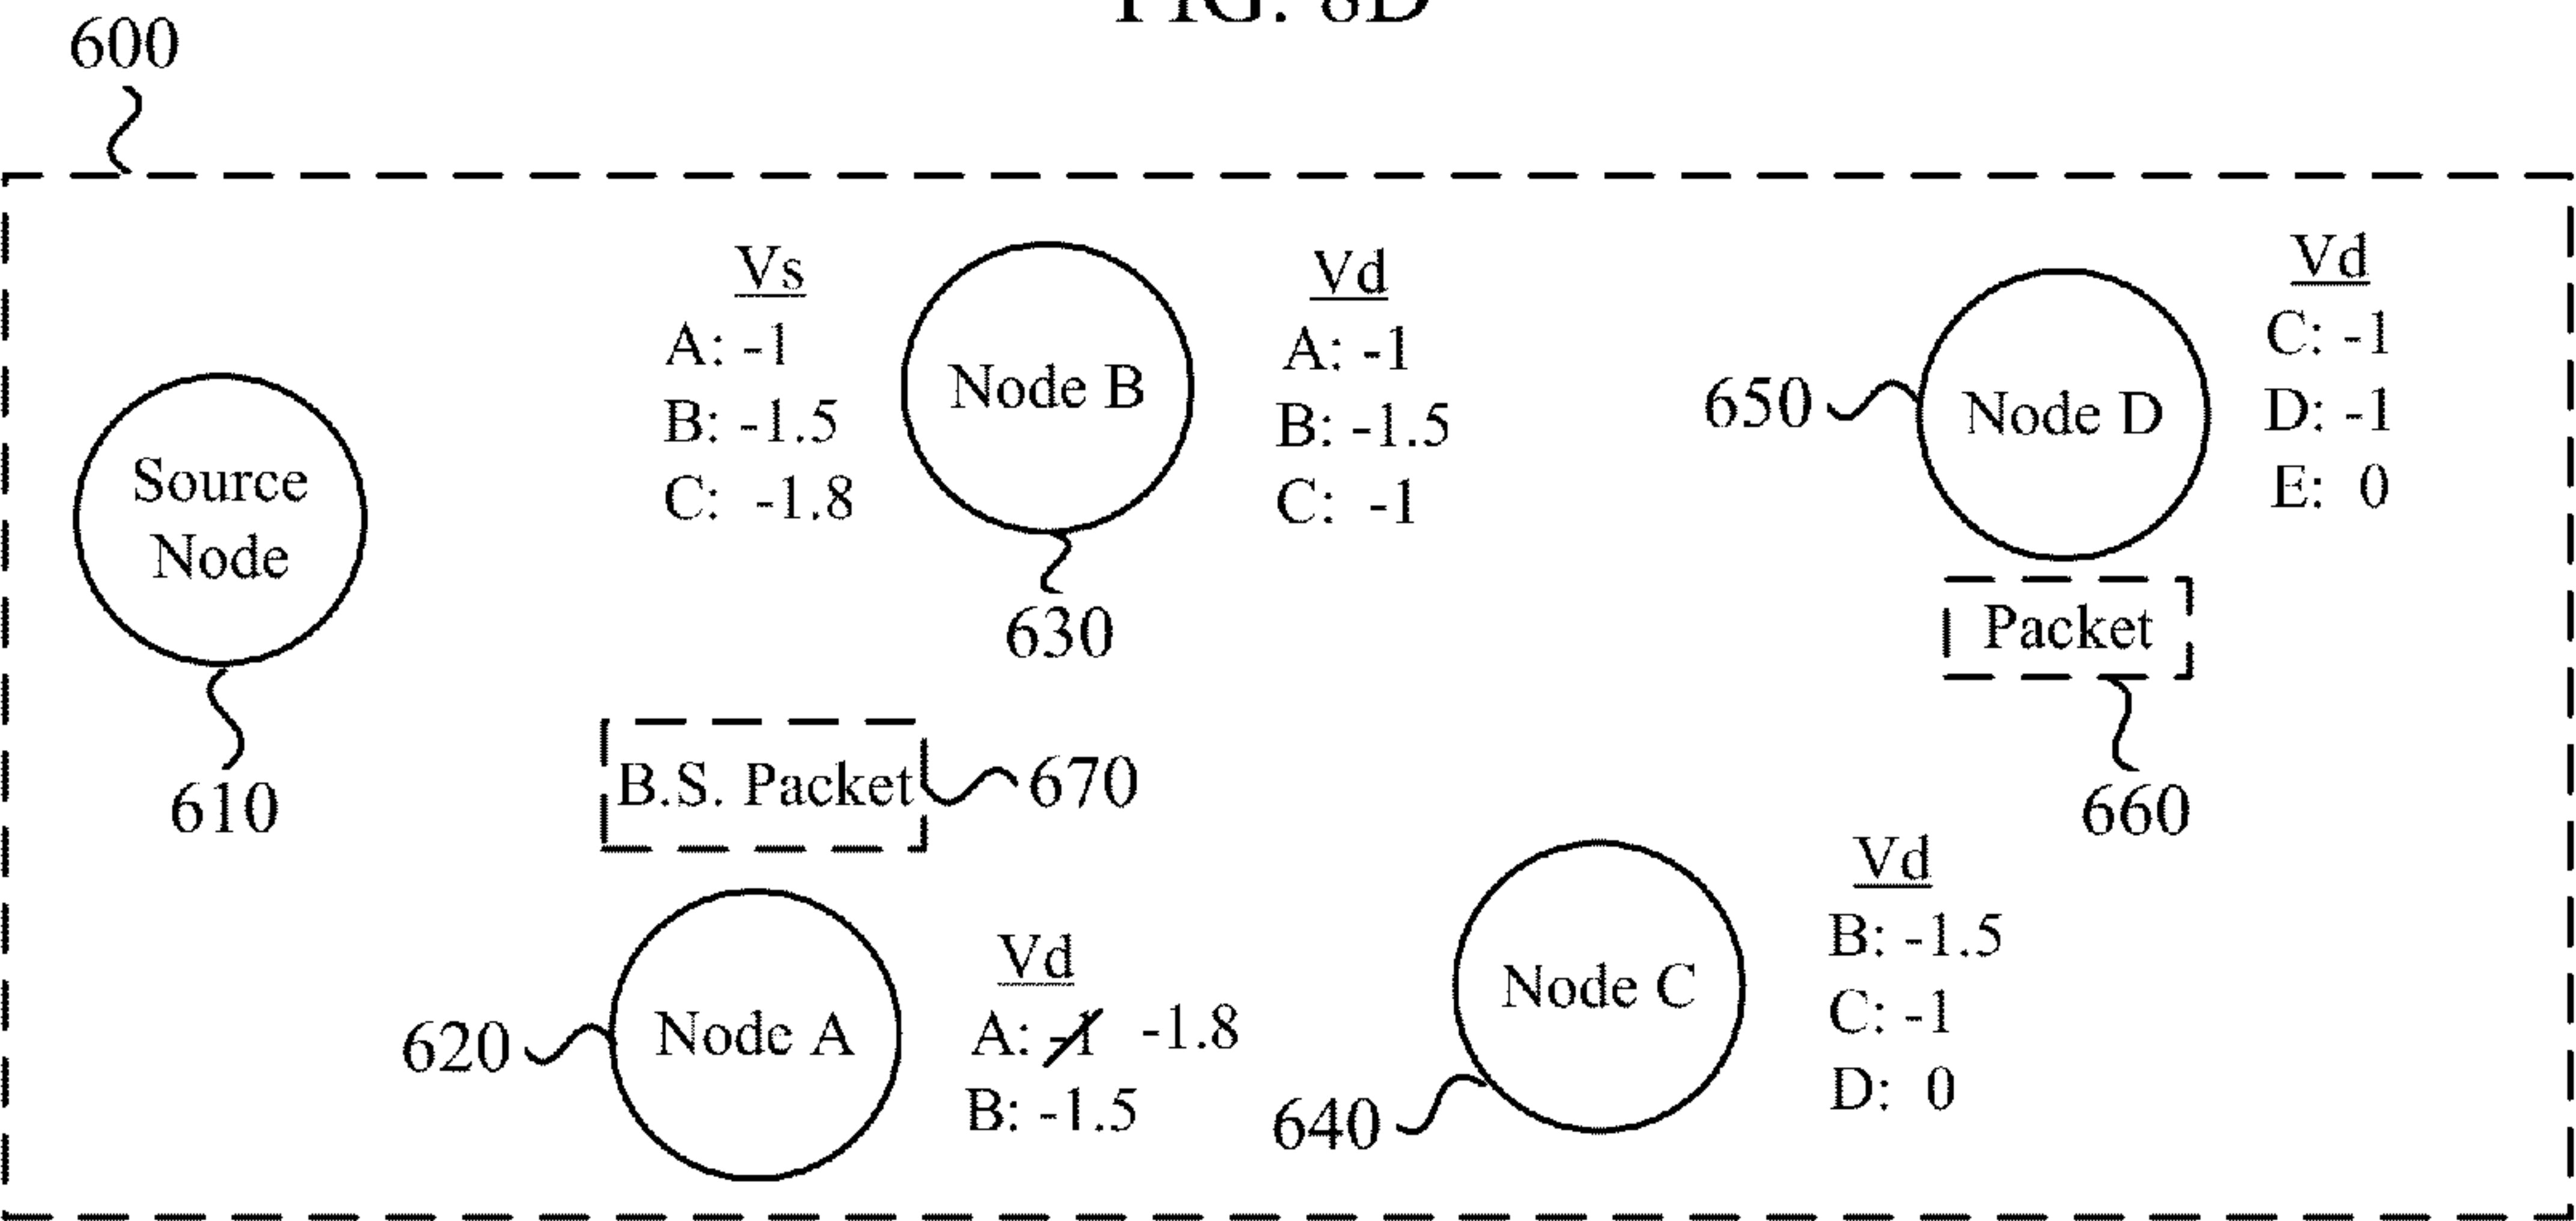 FIG. 8D
600
Source
Node
610
Vs
A: -1
B: -1.5
C: -1.8
Node B
630
Vd
A: -1
B: -1.5
C: -1
650
Node D
Vd
C: -1
D: -1
E: 0
Packet
660
B.S. Packet
670
620
Node A
Vd
A: -1 -1.8
B: -1.5
640
Node C
Vd
B: -1.5
C: -1
D: 0